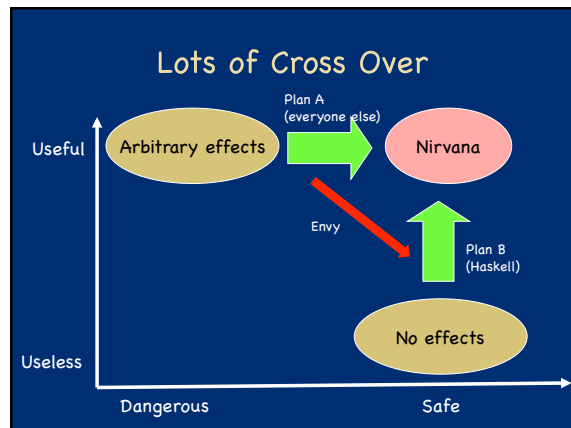 Lots of Cross Over
Plan A
(everyone else)
Useful
Arbitrary effects
Nirvana
Envy
Plan B
(Haskell)
No effects
Useless
Dangerous
Safe